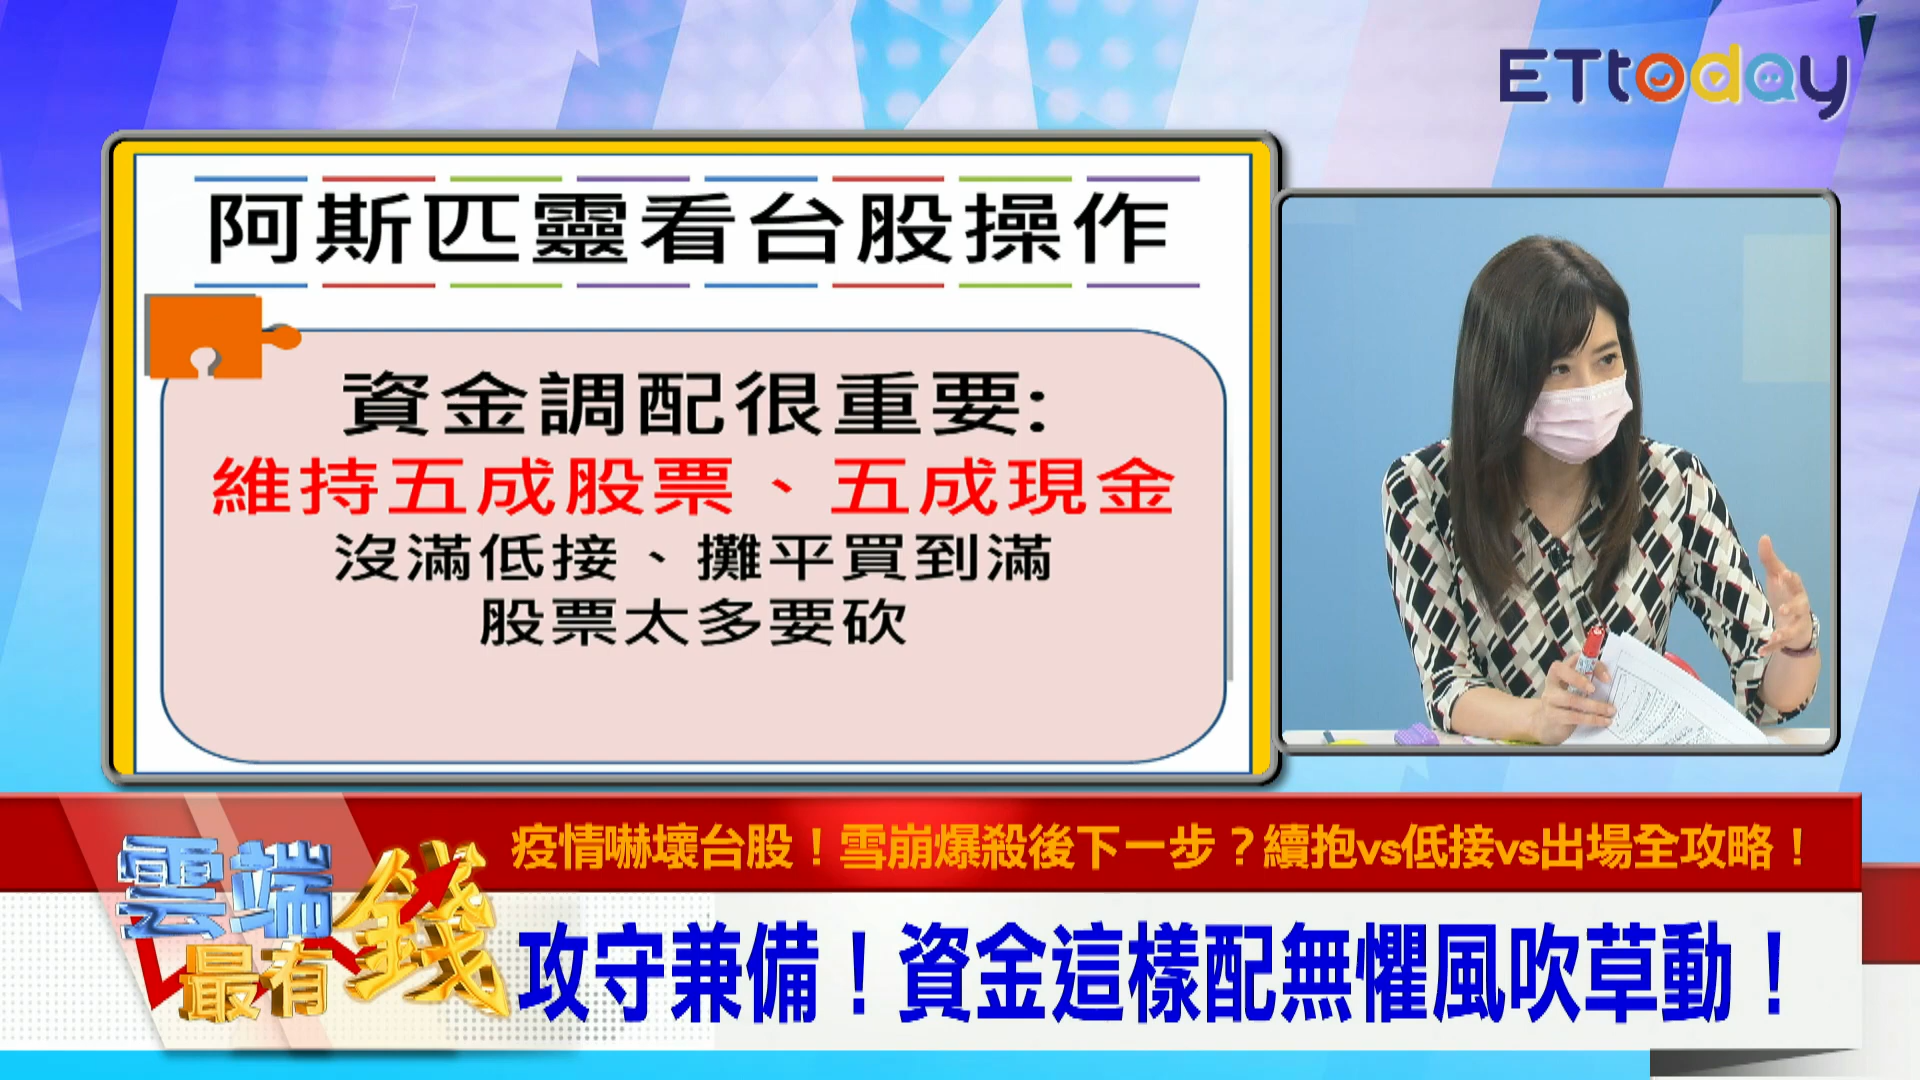 ETtoday
阿斯匹靈看台股操作
資金調配很重要:
維持五成股票、五成現金
沒滿低接、攤平買到滿
股票太多要砍
疫情嚇壞台股！雪崩爆殺後下一步？續抱vs低接vs出場全攻略！
雲端最有錢
攻守兼備！資金這樣配無懼風吹草動！